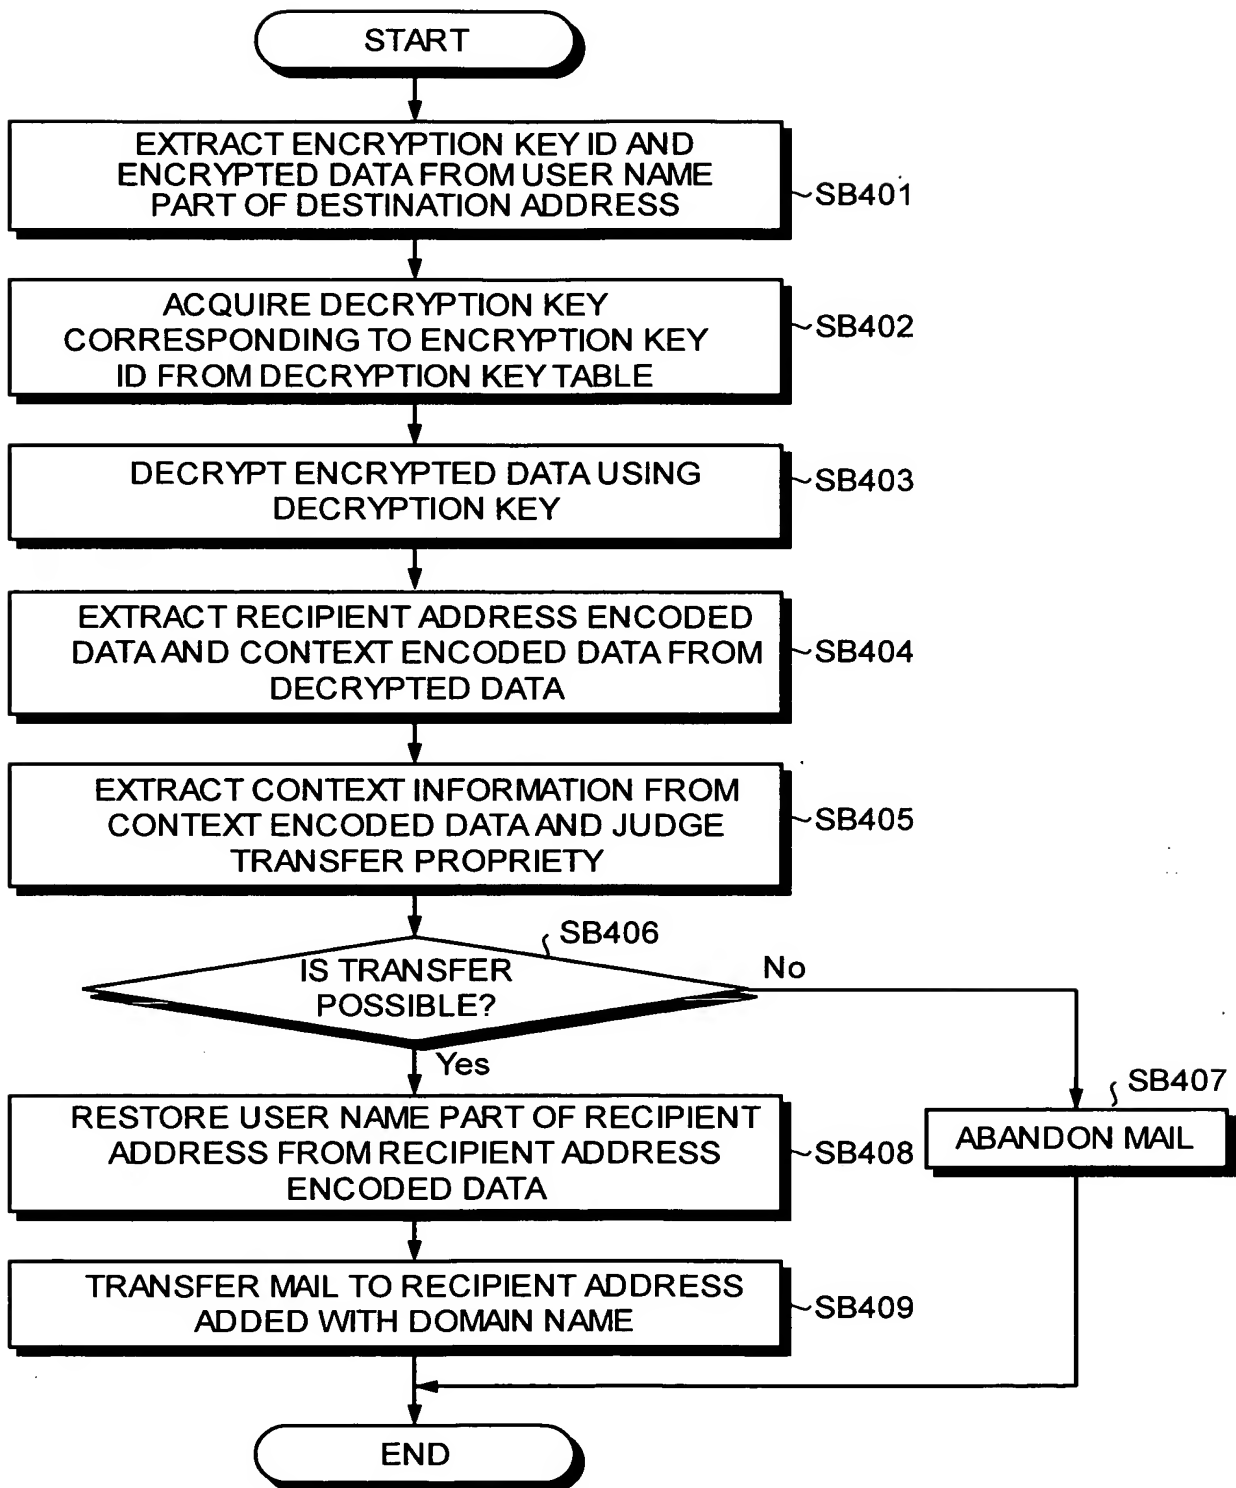 START
EXTRACT ENCRYPTION KEY ID AND
ENCRYPTED DATA FROM USER NAME
PART OF DESTINATION ADDRESS
SB401
ACQUIRE DECRYPTION KEY
CORRESPONDING TO ENCRYPTION KEY
ID FROM DECRYPTION KEY TABLE
SB402
DECRYPT ENCRYPTED DATA USING
DECRYPTION KEY
SB403
EXTRACT RECIPIENT ADDRESS ENCODED
DATA AND CONTEXT ENCODED DATA FROM
DECRYPTED DATA
SB404
EXTRACT CONTEXT INFORMATION FROM
CONTEXT ENCODED DATA AND JUDGE
TRANSFER PROPRIETY
SB405
SB406
IS TRANSFER
POSSIBLE?
No
Yes
SB407
ABANDON MAIL
RESTORE USER NAME PART OF RECIPIENT
ADDRESS FROM RECIPIENT ADDRESS
ENCODED DATA
SB408
TRANSFER MAIL TO RECIPIENT ADDRESS
ADDED WITH DOMAIN NAME
SB409
END